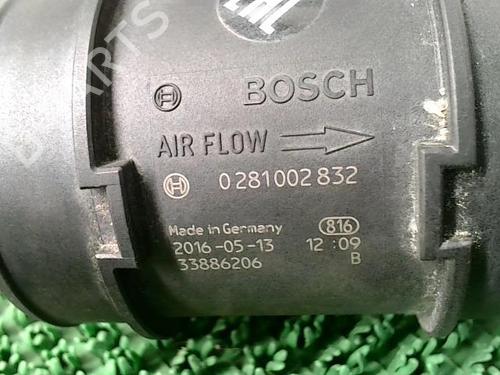 BOSCH
AIR FLOW
0 281 002 832
Made in Germany 816
2016-05-13 12:09
33886206 B